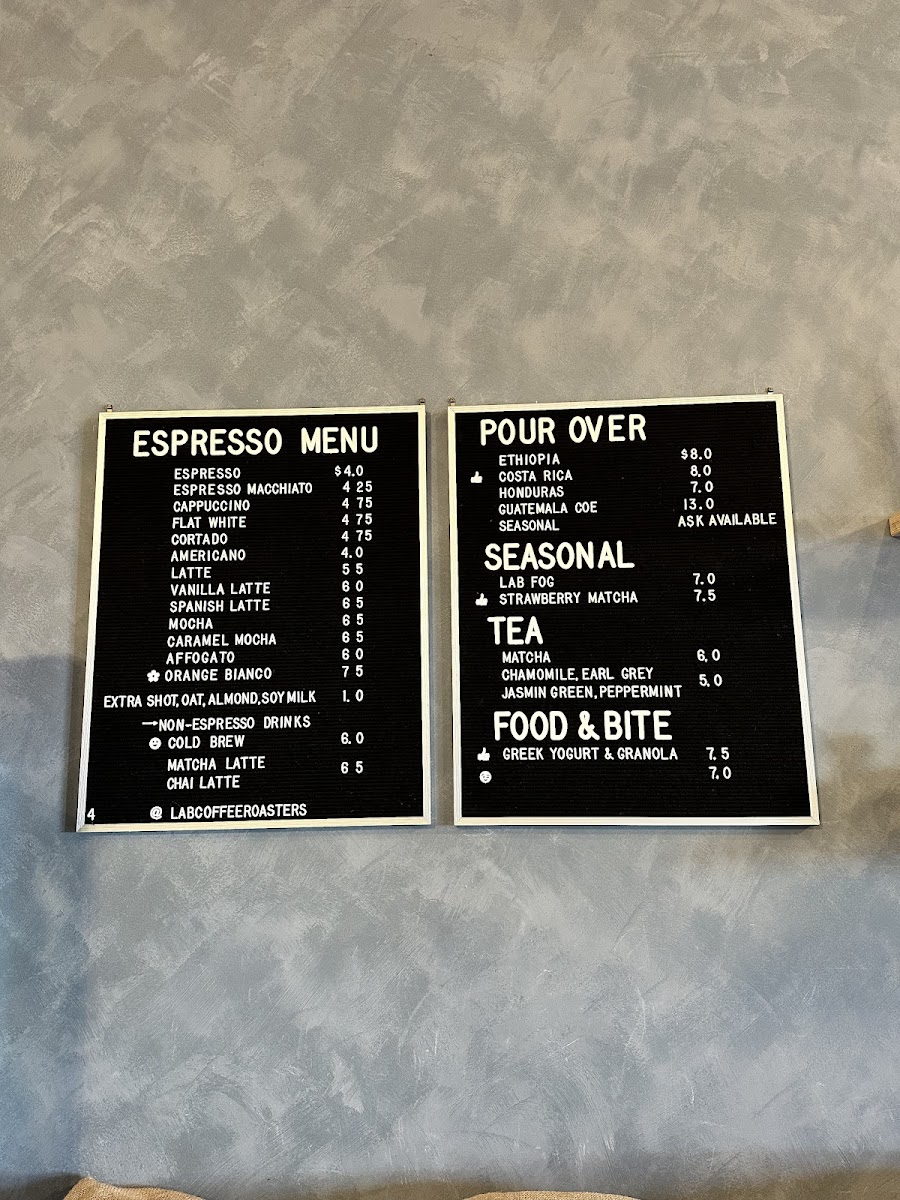 ESPRESSO MENU
ESPRESSO $4.0
ESPRESSO MACCHIATO 4 25
CAPPUCCINO 4 75
FLAT WHITE 4 75
CORTADO 4 75
AMERICANO 4.0
LATTE 5 5
VANILLA LATTE 6 0
SPANISH LATTE 6 5
MOCHA 6 5
CARAMEL MOCHA 6 5
AFFOGATO 6 0
ORANGE BIANCO 7 5
EXTRA SHOT, OAT, ALMOND, SOY MILK 1.0
→NON-ESPRESSO DRINKS
COLD BREW 6.0
MATCHA LATTE
6 5
CHAI LATTE
4 @ LABCOFFEEROASTERS
POUR OVER
ETHIOPIA $8.0
COSTA RICA 8.0
HONDURAS 7.0
GUATEMALA COE 13.0
SEASONAL ASK AVAILABLE
SEASONAL
LAB FOG 7.0
STRAWBERRY MATCHA 7.5
TEA
MATCHA 6.0
CHAMOMILE, EARL GREY
5.0
JASMIN GREEN, PEPPERMINT
FOOD & BITE
GREEK YOGURT & GRANOLA 7.5
7.0